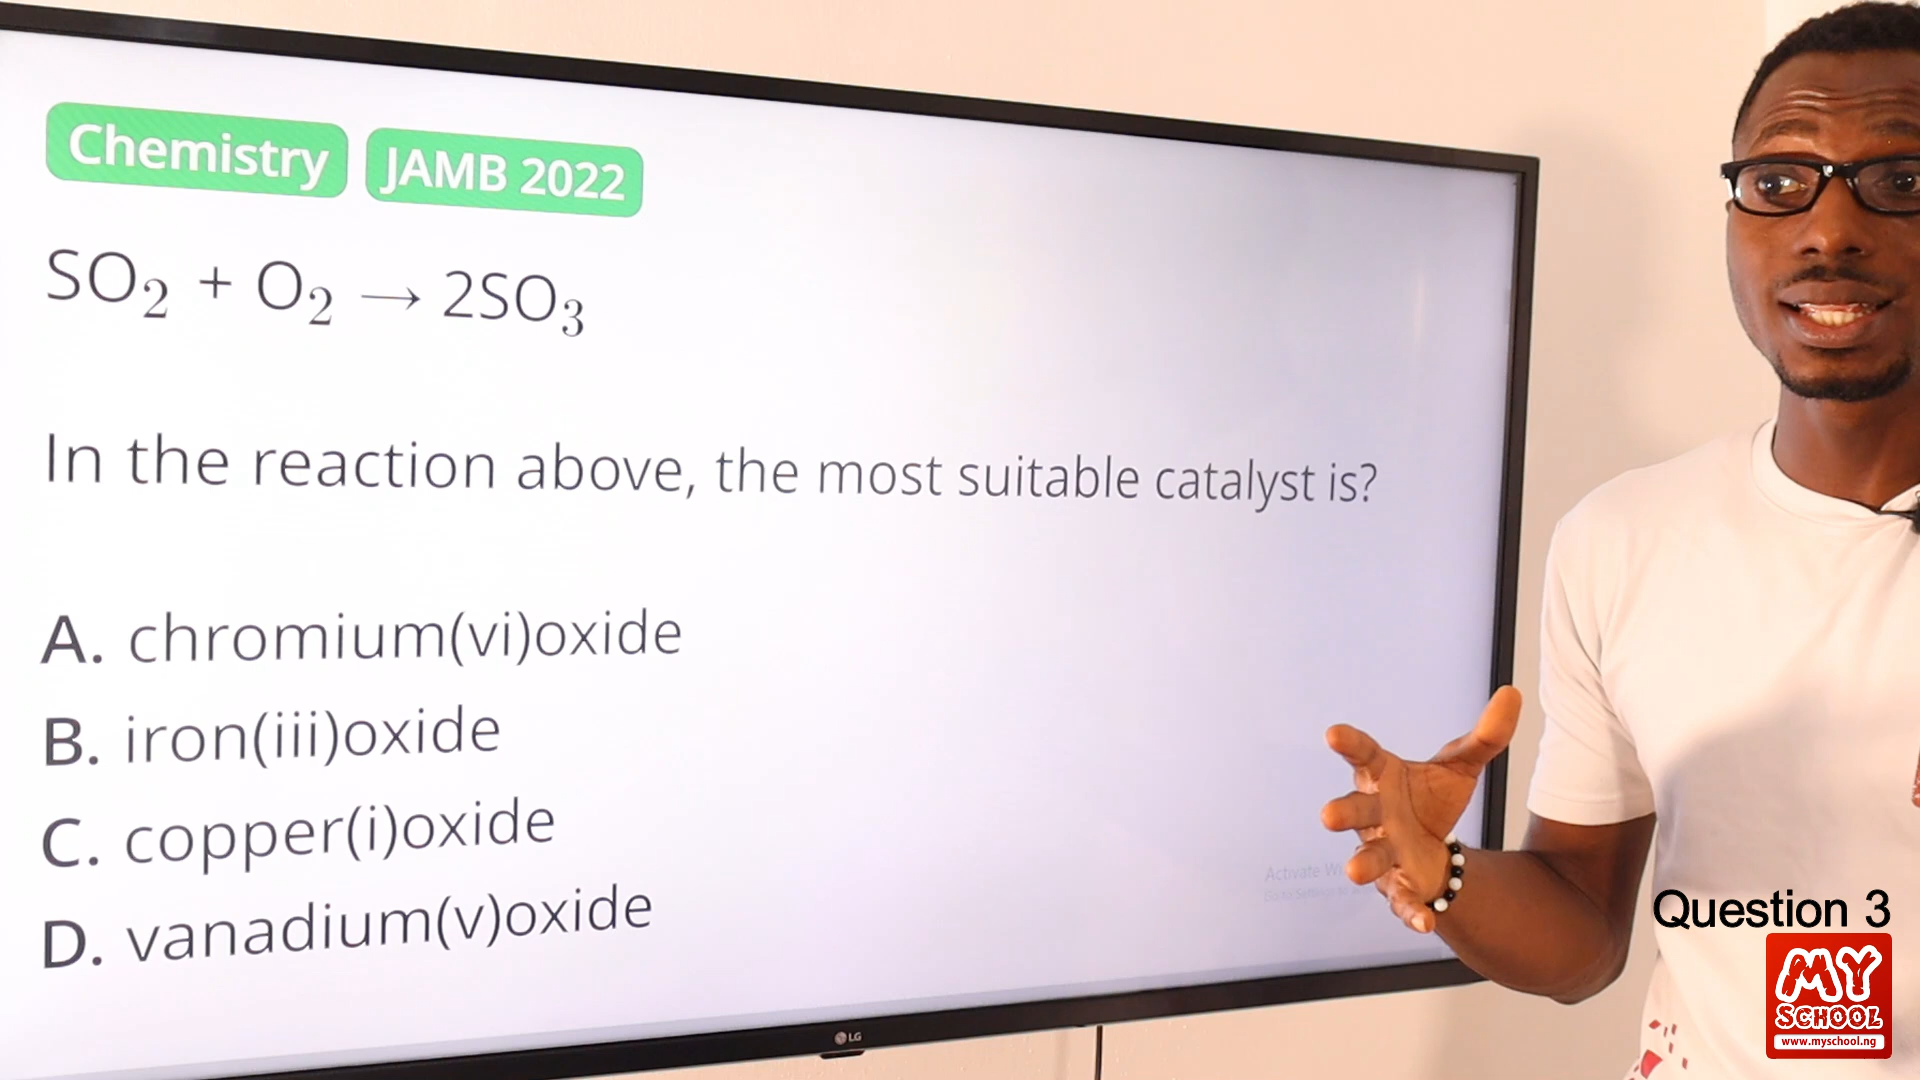 Chemistry JAMB 2022
SO₂ + O₂ → 2SO₃
In the reaction above, the most suitable catalyst is?
A. chromium(vi)oxide
B. iron(iii)oxide
C. copper(i)oxide
D. vanadium(v)oxide
Activate
LG
Question 3
MY
SCHOOL
www.myschool.ng